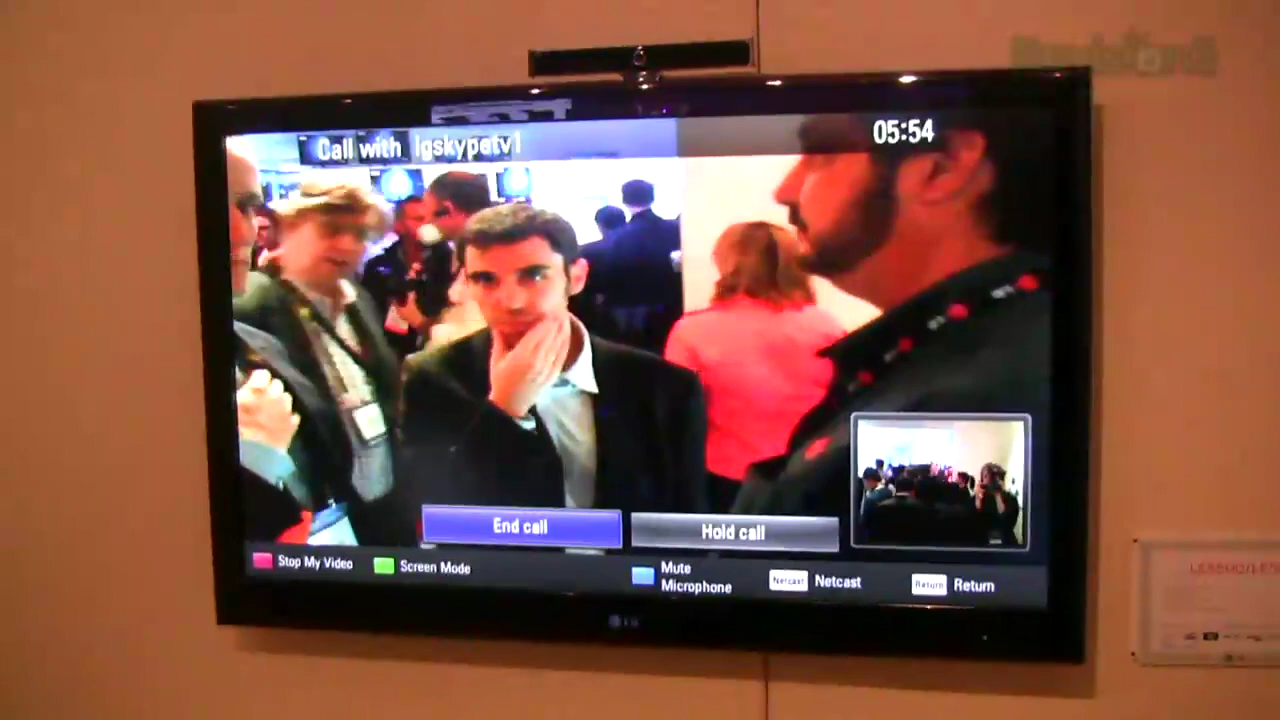 Call with lgskypetv1
05:54
End call
Hold call
Stop My Video
Screen Mode
Mute
Microphone
Netcast
Netcast
Return
Return
LG